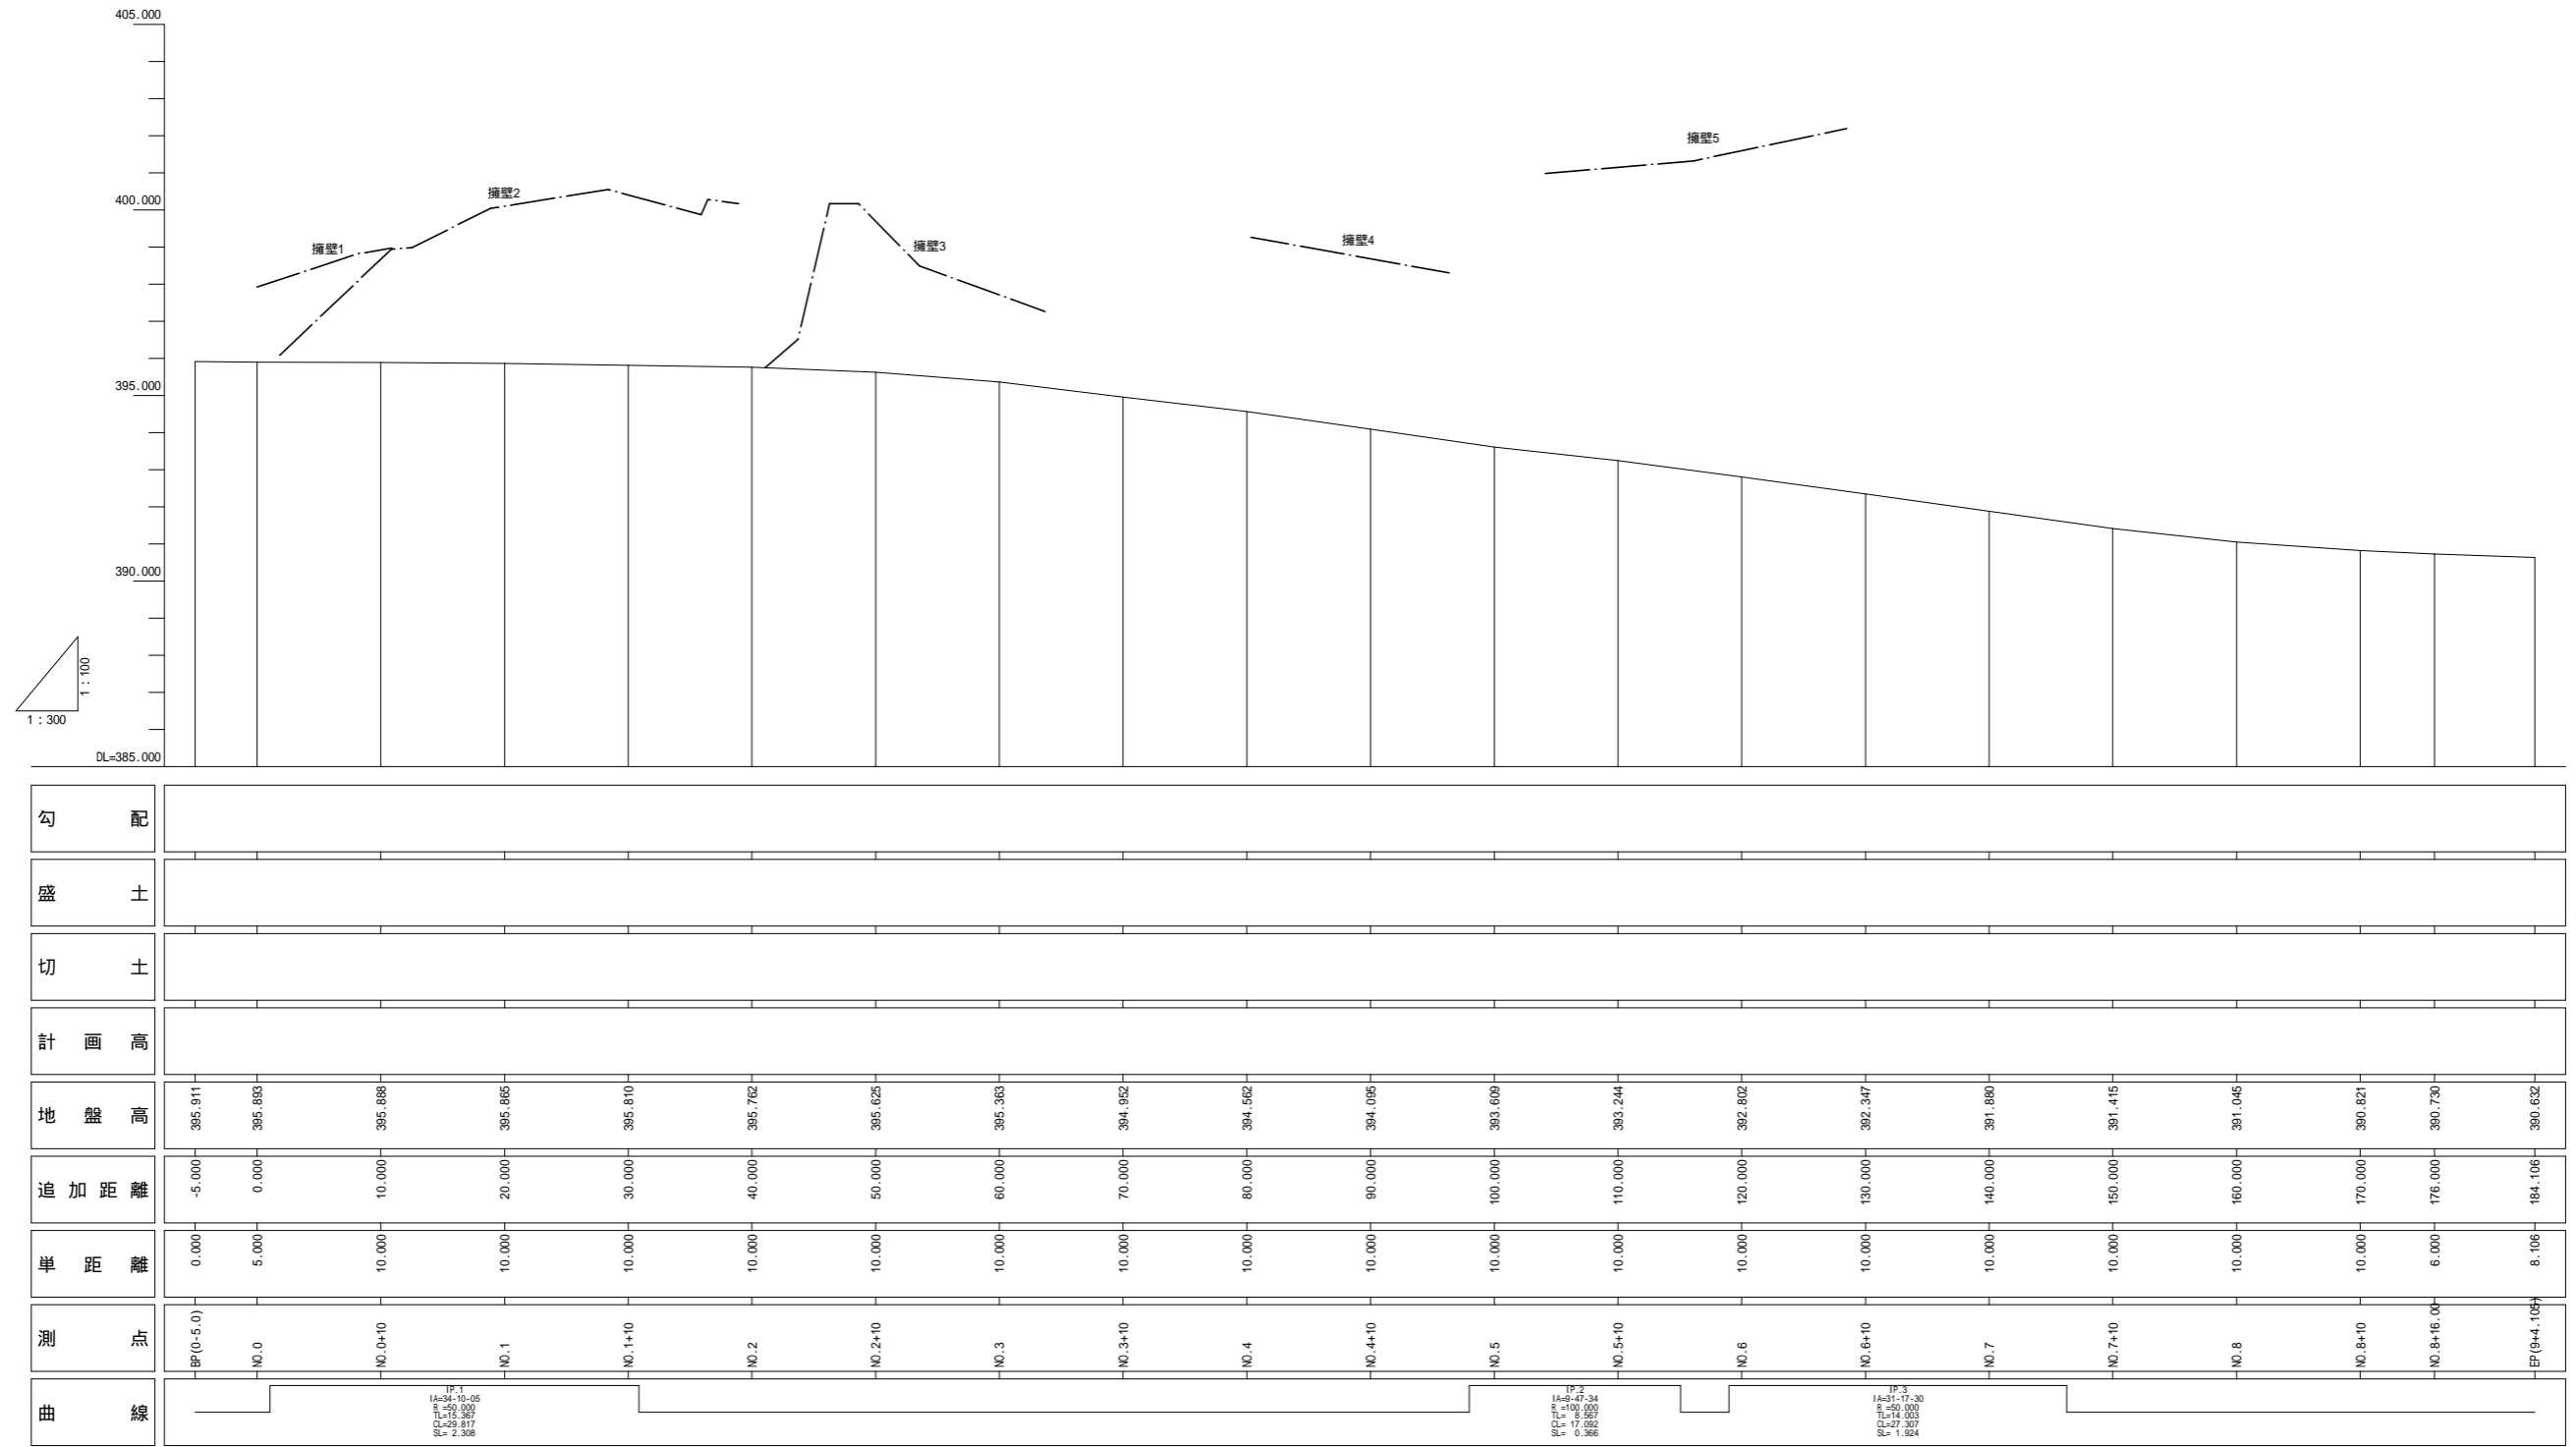 405.000
擁壁5
擁壁2
400.000
擁壁1
擁壁3
擁壁4
395.000
390.000
1:100
1:300
DL=385.000
勾配
盛土
切土
計画高
地盤高 395.911 395.893 395.888 395.865 395.810 395.762 395.625 395.363 394.952 394.562 394.095 393.609 393.244 392.802 392.347 391.880 391.415 391.045 390.821 390.730 390.632
追加距離 -5.000 0.000 10.000 20.000 30.000 40.000 50.000 60.000 70.000 80.000 90.000 100.000 110.000 120.000 130.000 140.000 150.000 160.000 170.000 176.000 184.106
単距離 0.000 5.000 10.000 10.000 10.000 10.000 10.000 10.000 10.000 10.000 10.000 10.000 10.000 10.000 10.000 10.000 10.000 10.000 10.000 6.000 8.106
測点 BP(0-5.0) NO.0 NO.0+10 NO.1 NO.1+10 NO.2 NO.2+10 NO.3 NO.3+10 NO.4 NO.4+10 NO.5 NO.5+10 NO.6 NO.6+10 NO.7 NO.7+10 NO.8 NO.8+10 NO.8+16.00 EP(9+4.105)
曲線
IP.1
IA=34-10-05
R =50.000
TL=15.367
CL=29.817
SL= 2.308
IP.2
IA=9-47-34
R =100.000
TL= 8.567
CL= 17.092
SL= 0.366
IP.3
IA=31-17-30
R =50.000
TL=14.003
CL=27.307
SL= 1.924